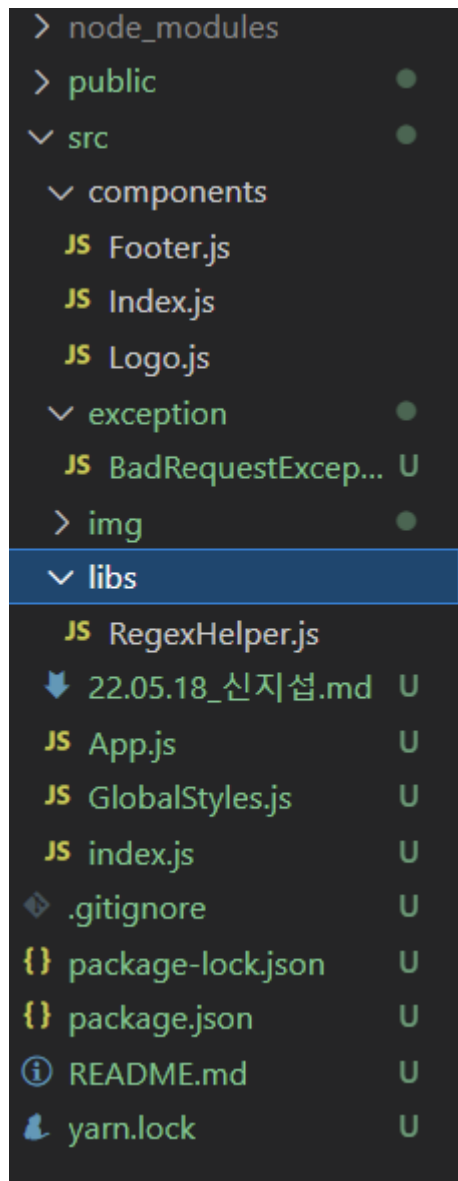 node_modules
public
src
components
JS Footer.js
JS Index.js
JS Logo.js
exception
JS BadRequestExcep... U
img
libs
JS RegexHelper.js
22.05.18_신지섭.md U
JS App.js U
JS GlobalStyles.js U
JS index.js U
.gitignore U
{} package-lock.json U
{} package.json U
README.md U
yarn.lock U